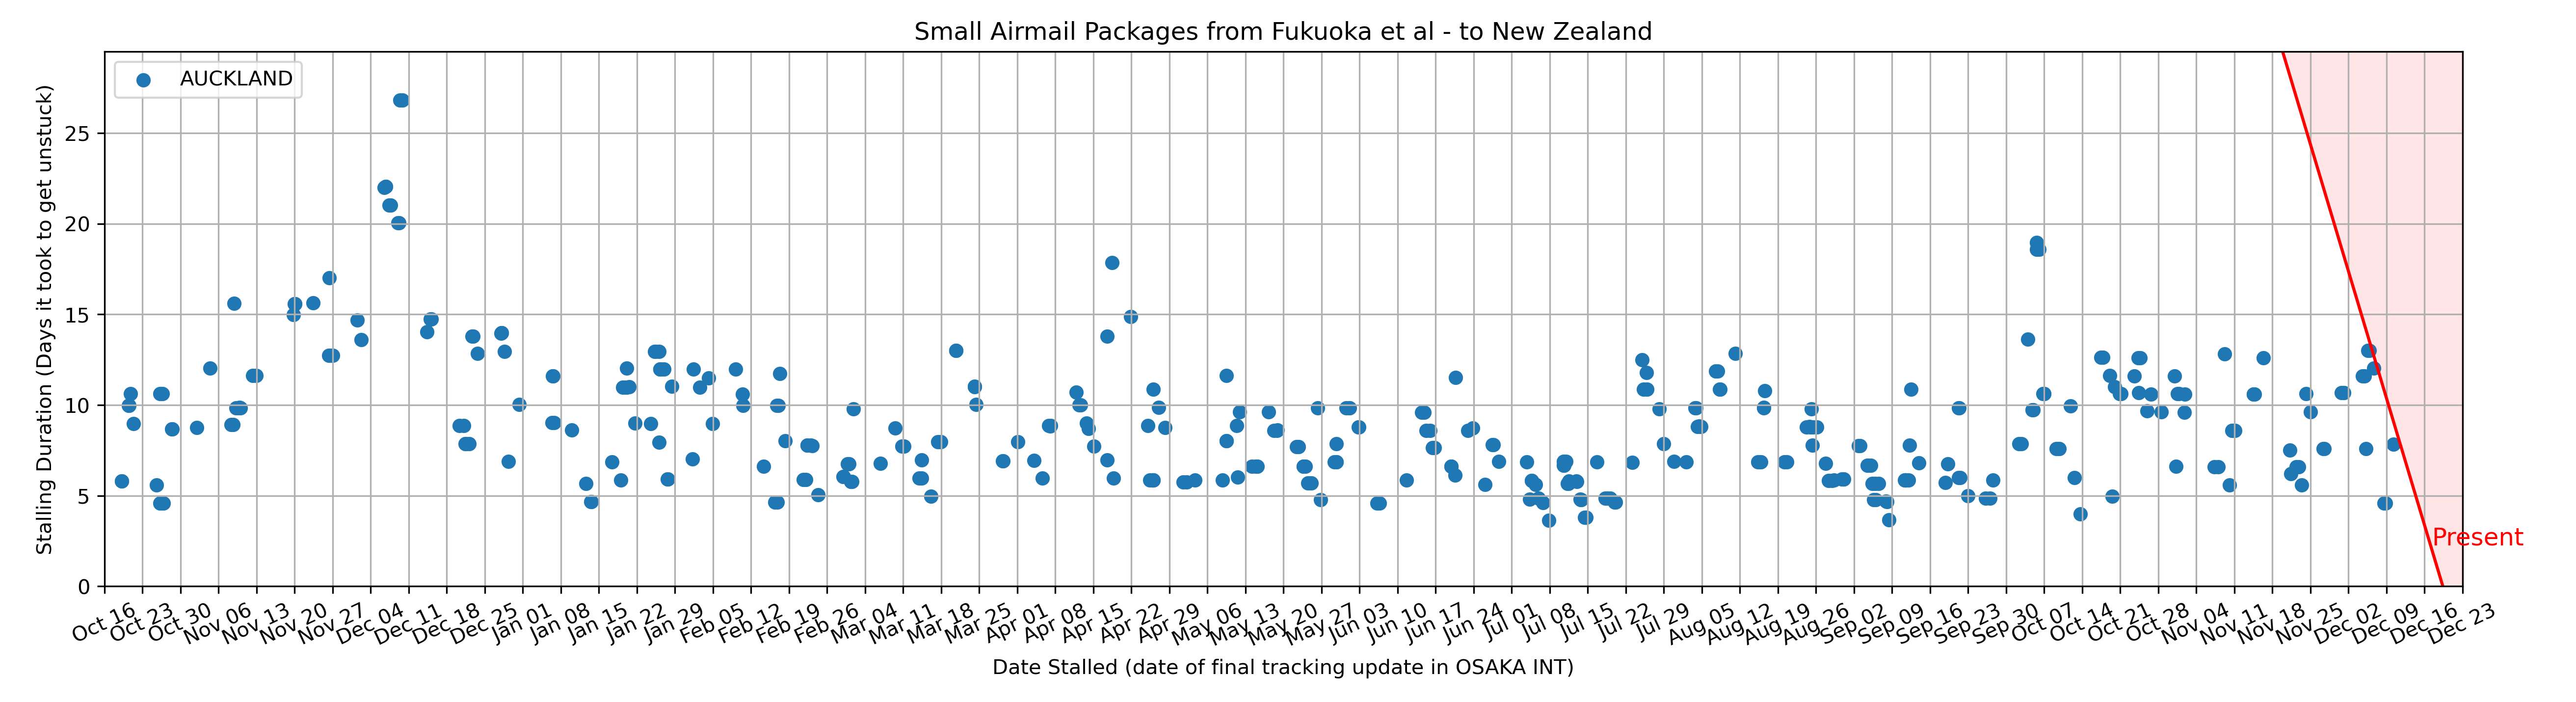 Small Airmail Packages from Fukuoka et al - to New Zealand
AUCKLAND
Stalling Duration (Days it took to get unstuck)
25
20
15
10
5
0
Present
Oct 16
Oct 23
Oct 30
Nov 06
Nov 13
Nov 20
Nov 27
Dec 04
Dec 11
Dec 18
Dec 25
Jan 01
Jan 08
Jan 15
Jan 22
Jan 29
Feb 05
Feb 12
Feb 19
Feb 26
Mar 04
Mar 11
Mar 18
Mar 25
Apr 01
Apr 08
Apr 15
Apr 22
Apr 29
May 06
May 13
May 20
May 27
Jun 03
Jun 10
Jun 17
Jun 24
Jul 01
Jul 08
Jul 15
Jul 22
Jul 29
Aug 05
Aug 12
Aug 19
Aug 26
Sep 02
Sep 09
Sep 16
Sep 23
Sep 30
Oct 07
Oct 14
Oct 21
Oct 28
Nov 04
Nov 11
Nov 18
Nov 25
Dec 02
Dec 09
Dec 16
Dec 23
Date Stalled (date of final tracking update in OSAKA INT)